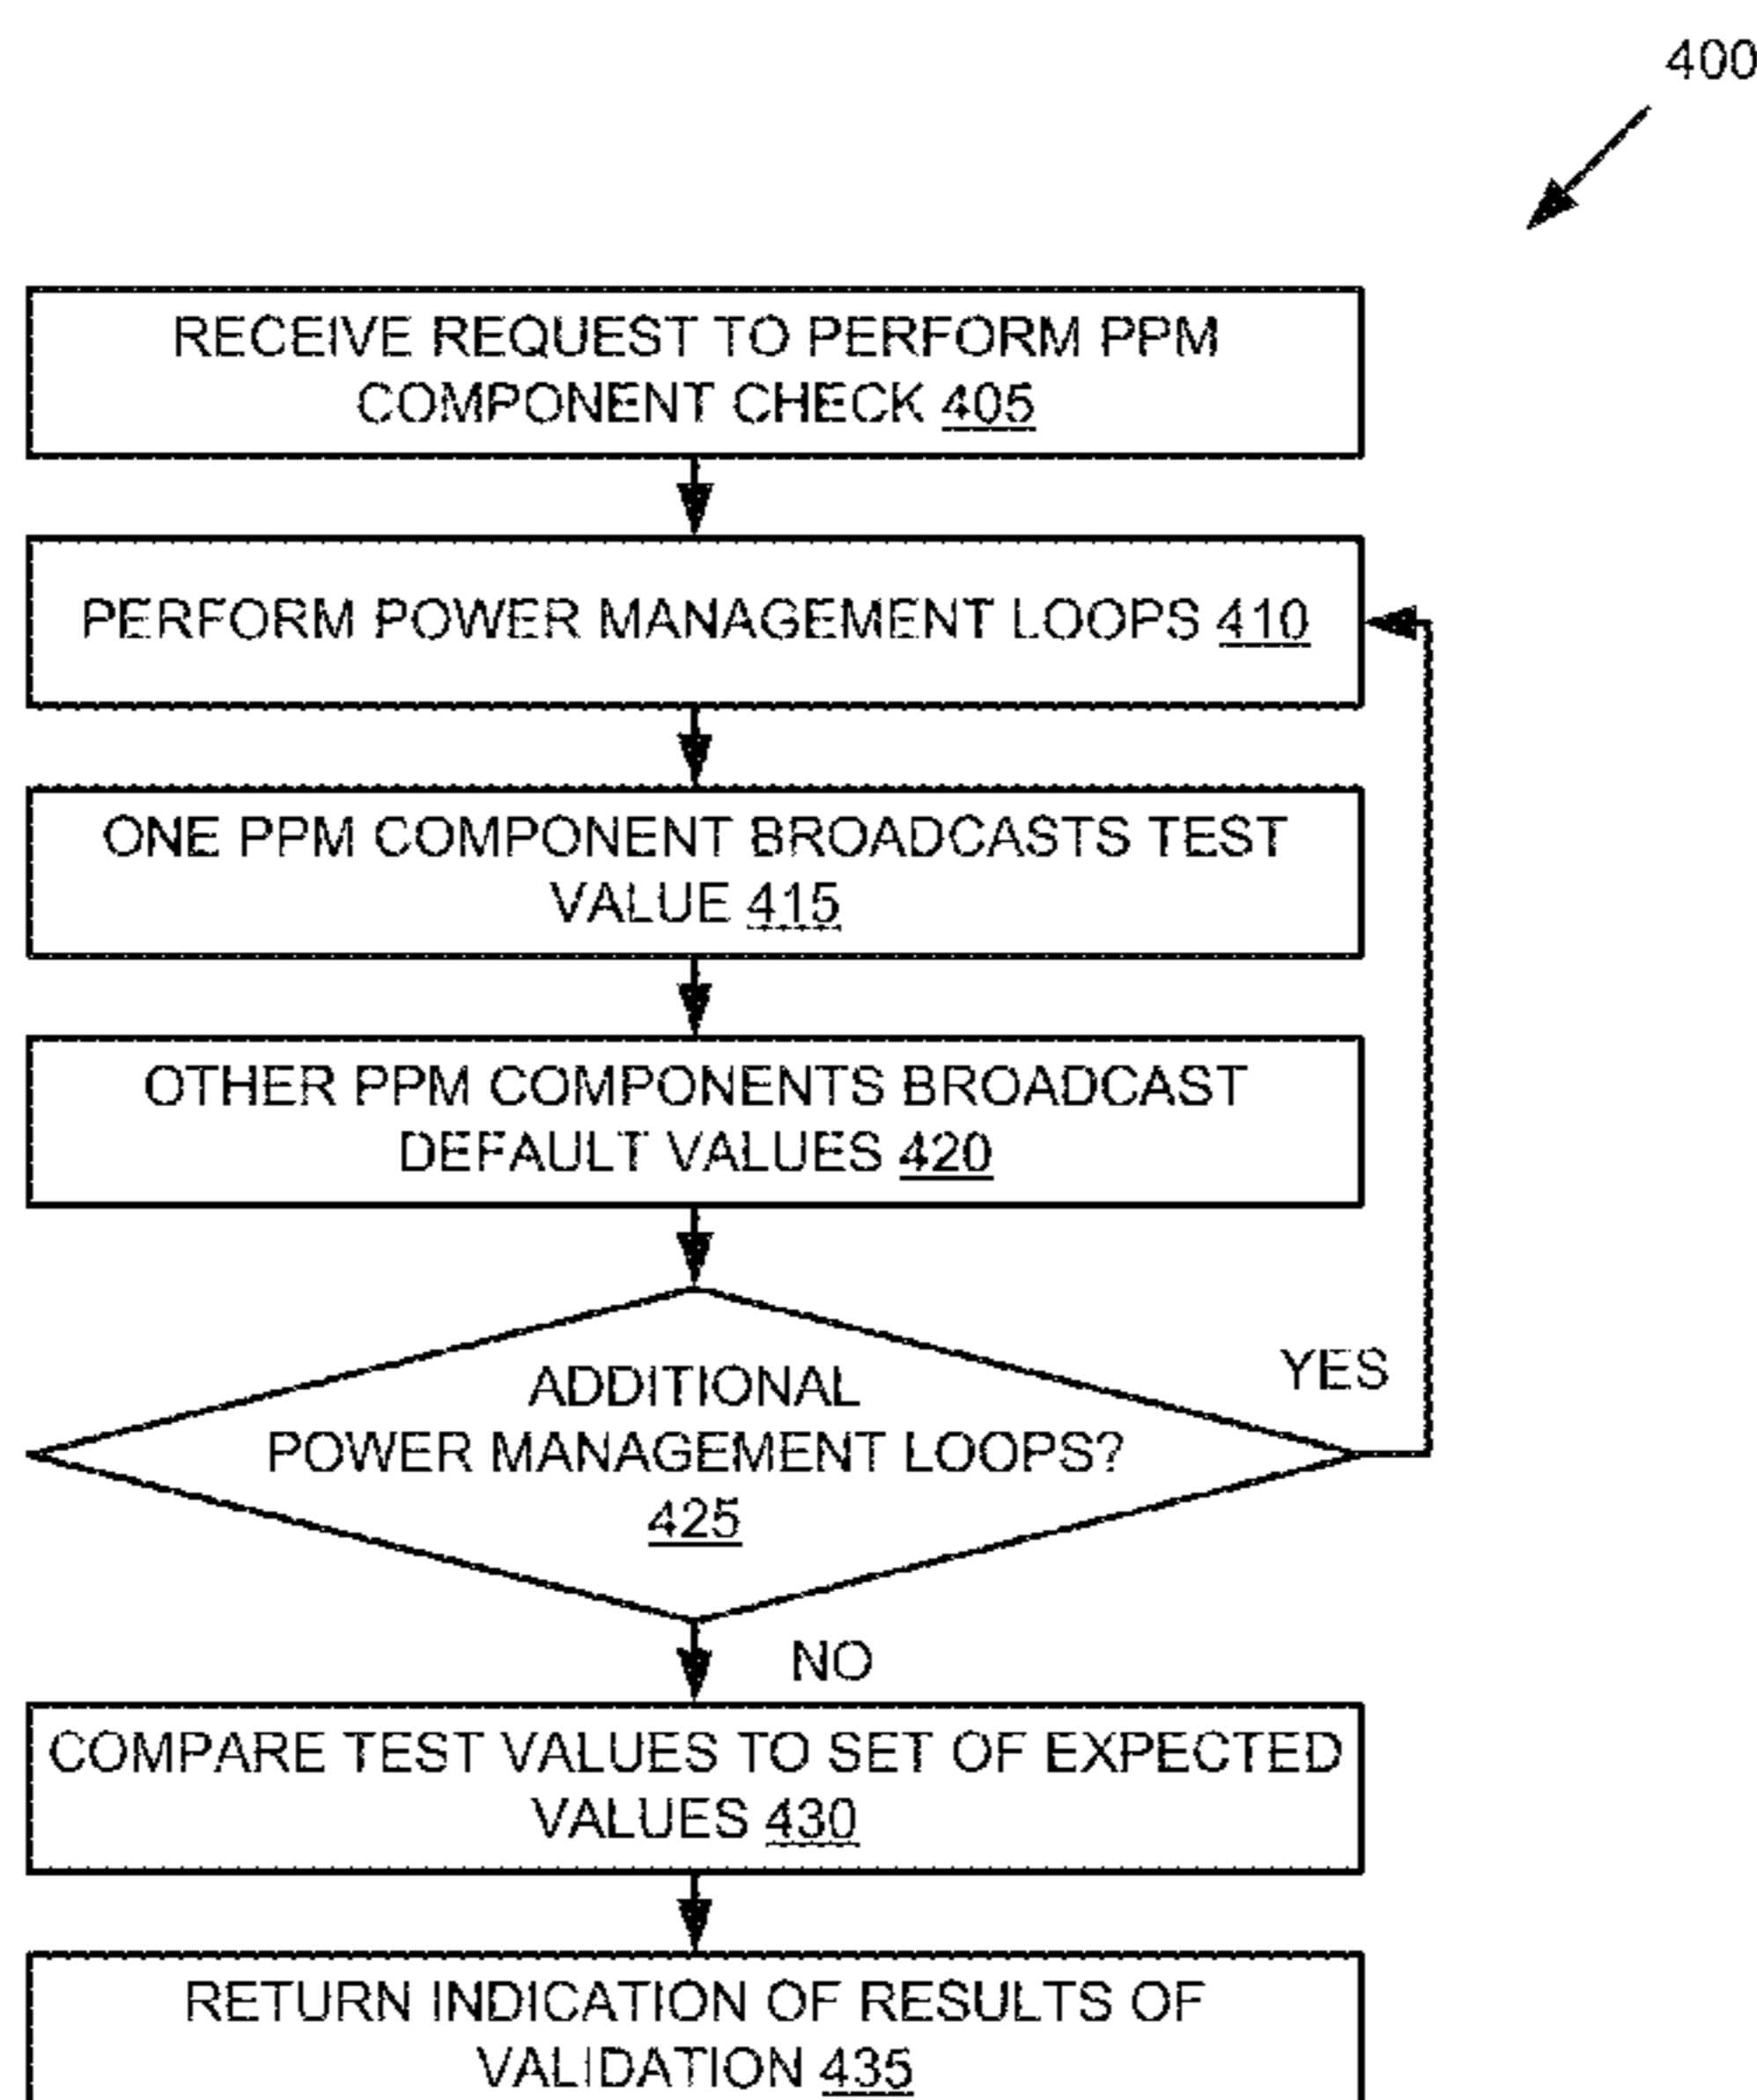 400
RECEIVE REQUEST TO PERFORM PPM
COMPONENT CHECK 405
PERFORM POWER MANAGEMENT LOOPS 410
ONE PPM COMPONENT BROADCASTS TEST
VALUE 415
OTHER PPM COMPONENTS BROADCAST
DEFAULT VALUES 420
YES
ADDITIONAL
POWER MANAGEMENT LOOPS?
425
NO
COMPARE TEST VALUES TO SET OF EXPECTED
VALUES 430
RETURN INDICATION OF RESULTS OF
VALIDATION 435